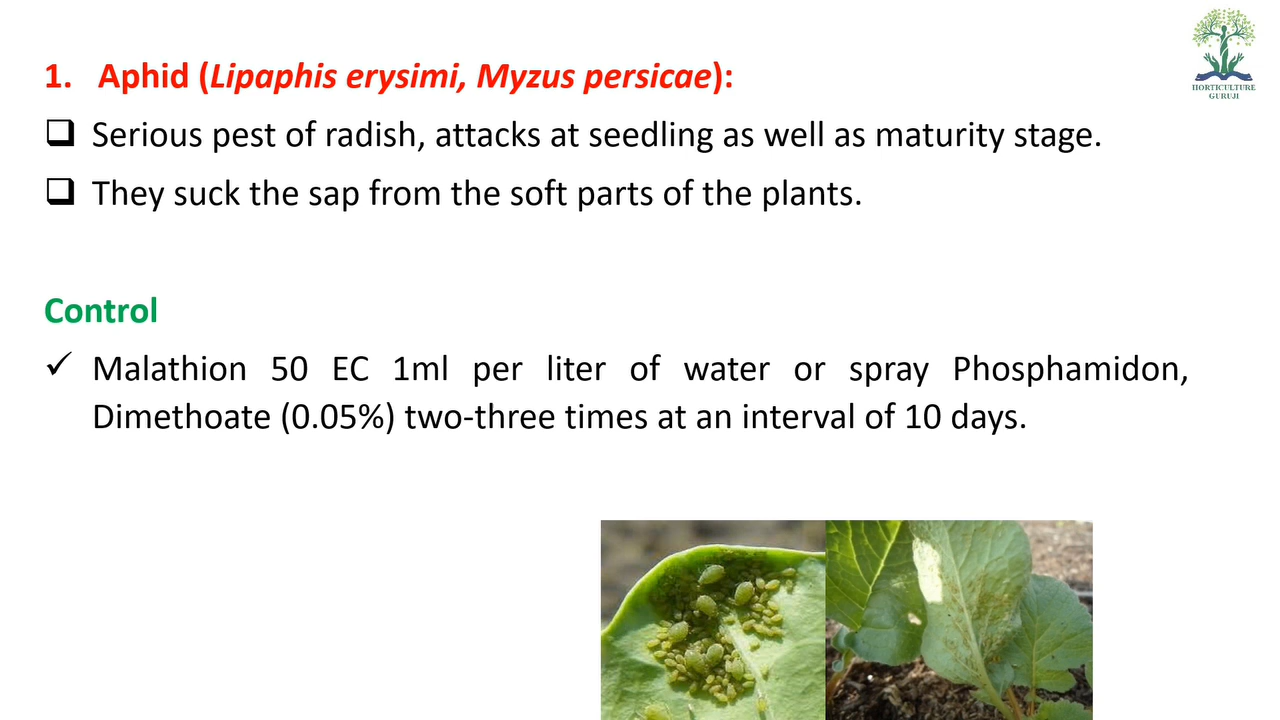 HORTICULTURE
GURUJI
1. Aphid (Lipaphis erysimi, Myzus persicae):
❑ Serious pest of radish, attacks at seedling as well as maturity stage.
❑ They suck the sap from the soft parts of the plants.
Control
✓ Malathion 50 EC 1ml per liter of water or spray Phosphamidon,
Dimethoate (0.05%) two-three times at an interval of 10 days.